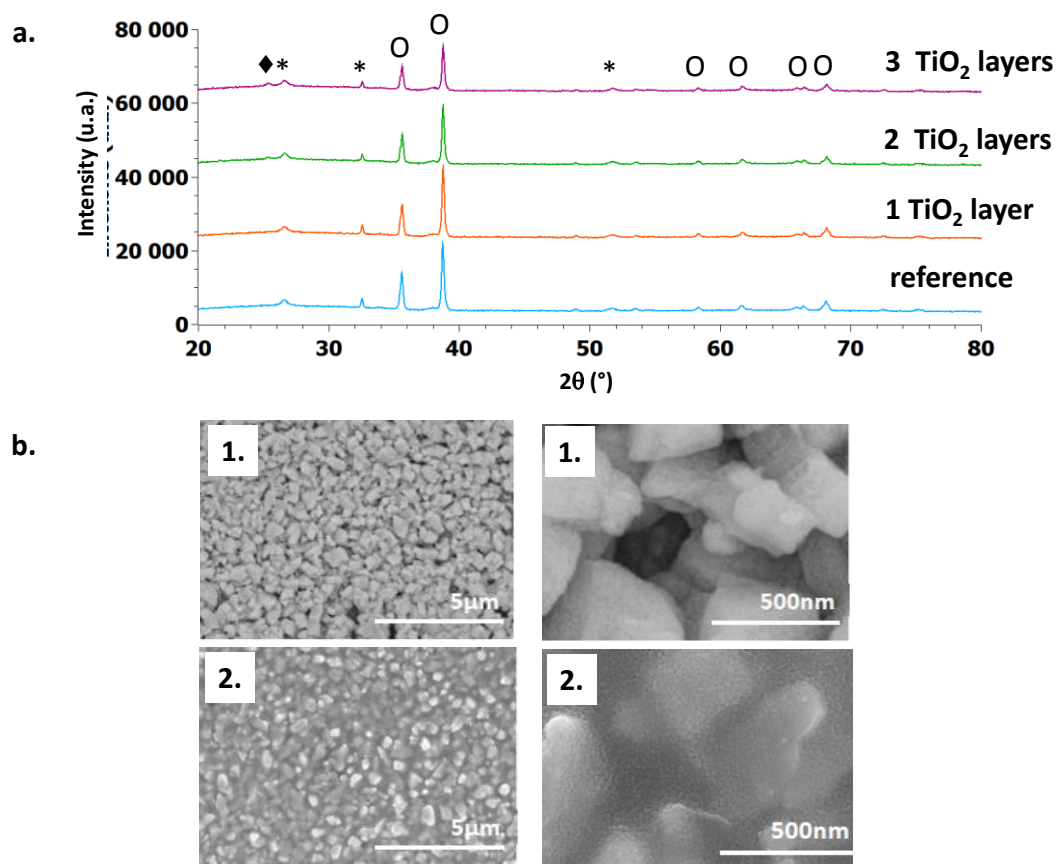 a.
80 000
60 000
40 000
20 000
0
Intensity (u.a.)
♦ * * O O * O O O O
3 TiO₂ layers
2 TiO₂ layers
1 TiO₂ layer
reference
20 30 40 50 60 70 80
2θ (°)
b.
1.
5µm
1.
500nm
2.
5µm
2.
500nm